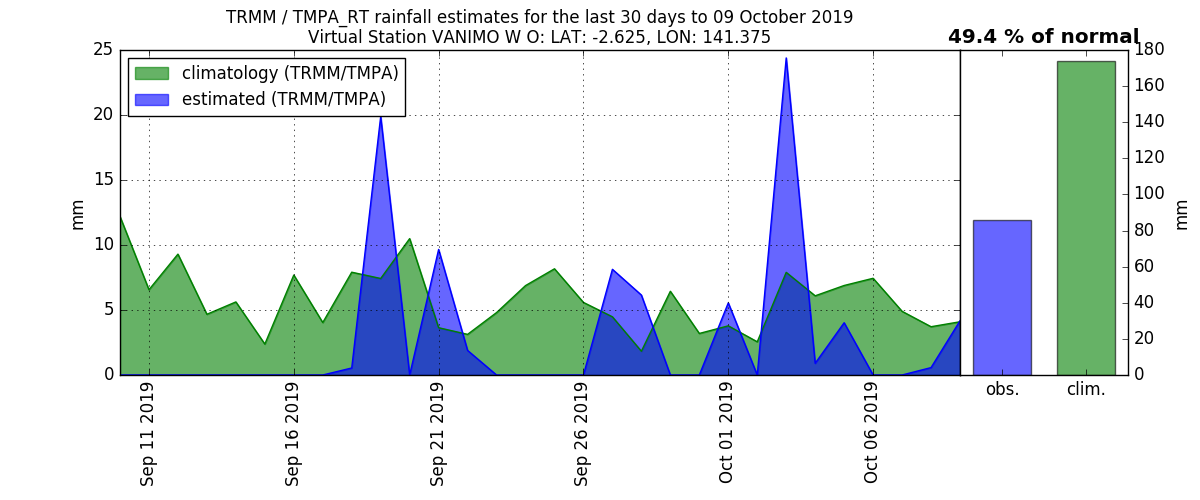 TRMM / TMPA_RT rainfall estimates for the last 30 days to 09 October 2019
Virtual Station VANIMO W O: LAT: -2.625, LON: 141.375
49.4 % of normal
climatology (TRMM/TMPA)
estimated (TRMM/TMPA)
25
20
15
10
5
0
mm
Sep 11 2019
Sep 16 2019
Sep 21 2019
Sep 26 2019
Oct 01 2019
Oct 06 2019
obs.
clim.
180
160
140
120
100
80
60
40
20
0
mm